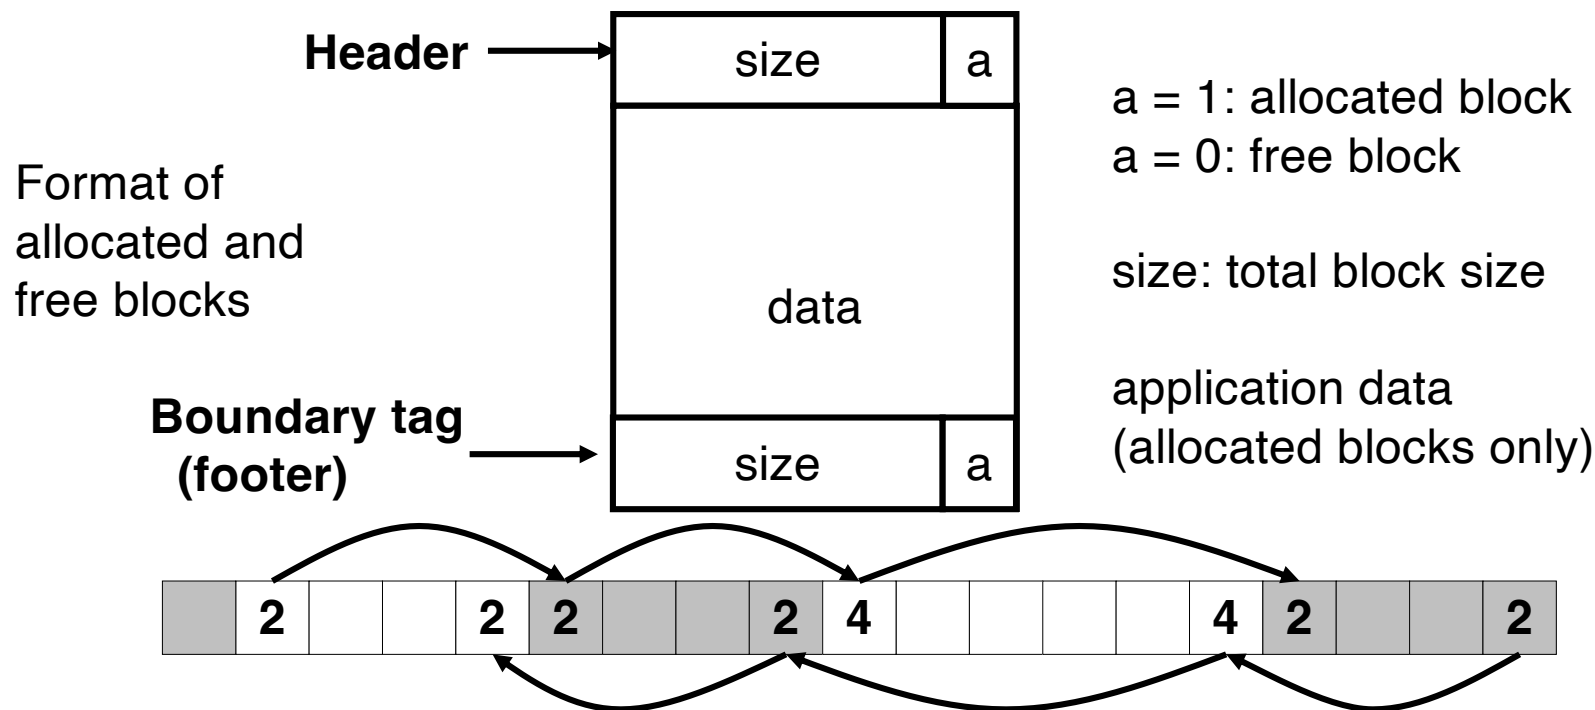 Header
size
a
a = 1: allocated block
a = 0: free block
Format of
allocated and
free blocks
size: total block size
data
application data
(allocated blocks only)
Boundary tag
(footer)
size
a
2 2 2 2 4 4 2 2